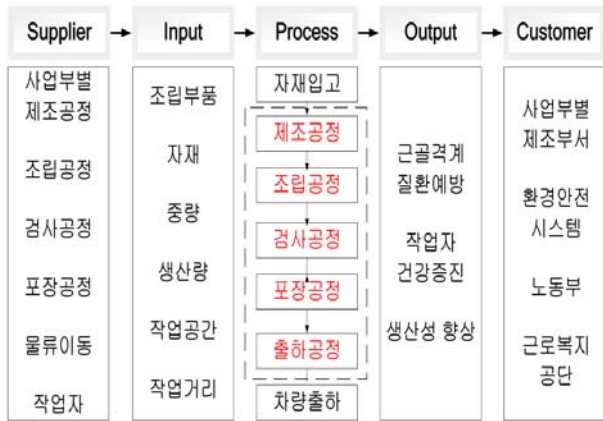 Supplier
Input
Process
Output
Customer
사업부별
제조공정
조립공정
검사공정
포장공정
물류이동
작업자
조립부품
자재
중량
생산량
작업공간
작업거리
자재입고
제조공정
조립공정
검사공정
포장공정
출하공정
차량출하
근골격계
질환예방
작업자
건강증진
생산성 향상
사업부별
제조부서
환경안전
시스템
노동부
근로복지
공단